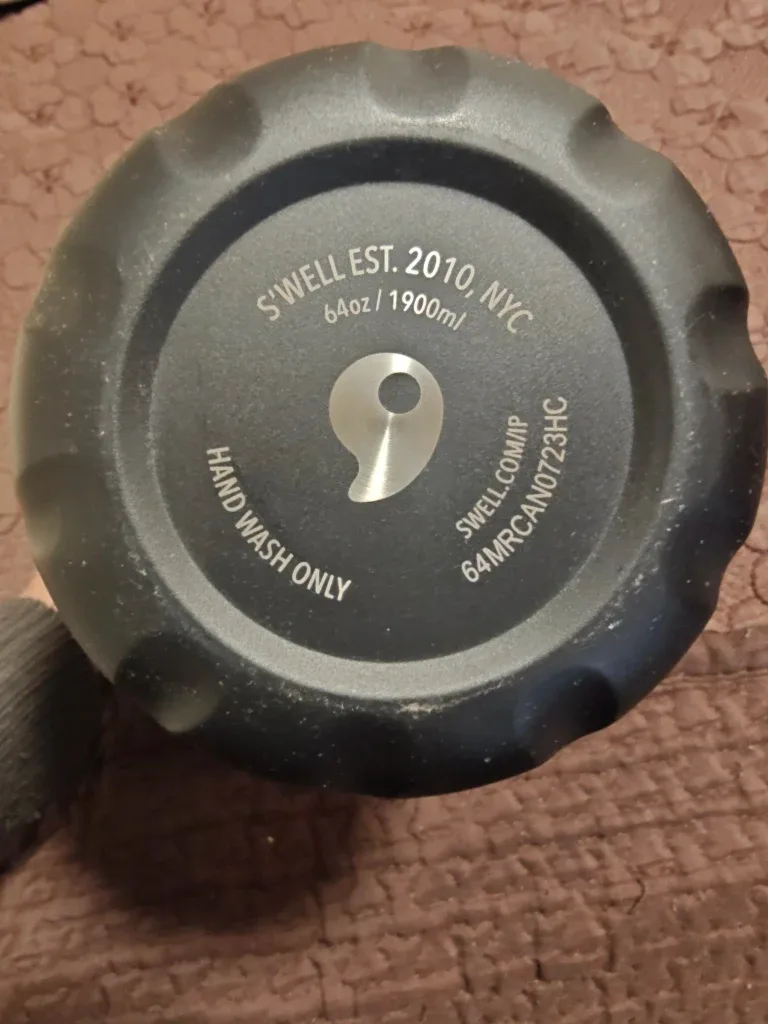 S'WELL EST. 2010, NYC
64oz / 1900ml
HAND WASH ONLY
SWELL.COM/IP
64MRCAN0723HC